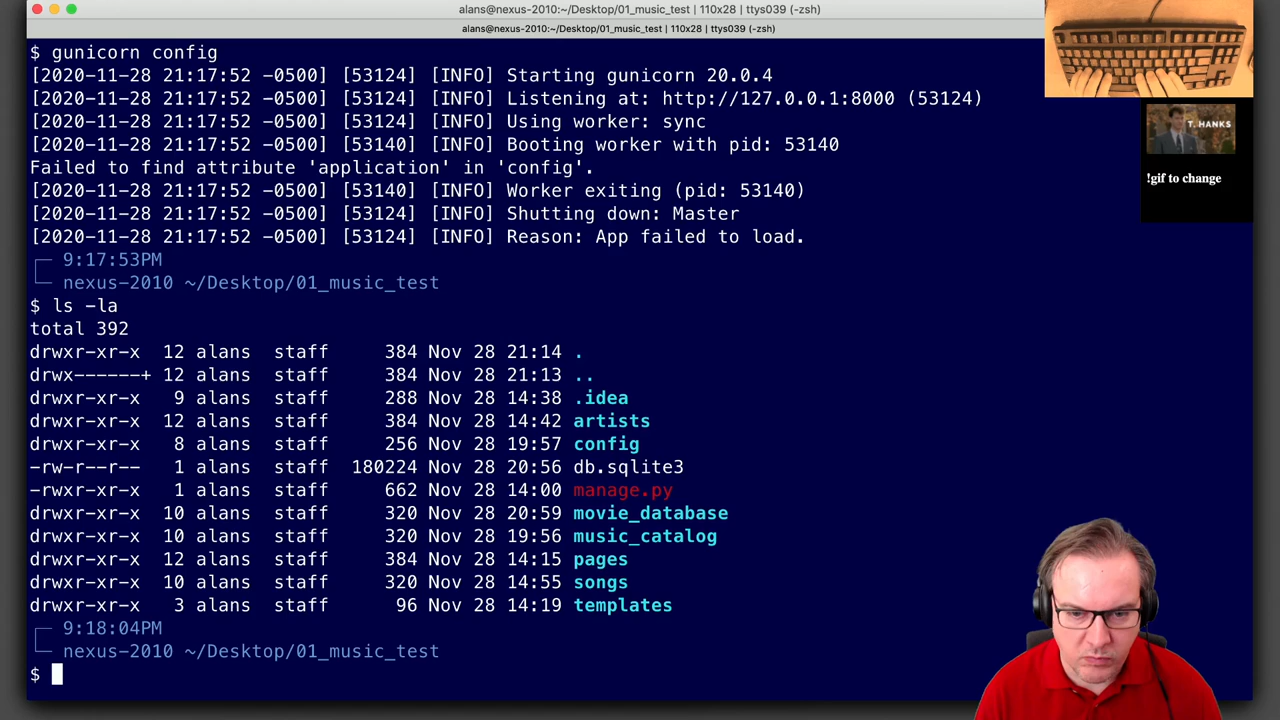 alans@nexus-2010:~/Desktop/01_music_test | 110x28 | ttys039 (-zsh)
alans@nexus-2010:~/Desktop/01_music_test | 110x28 | ttys039 (-zsh)
$ gunicorn config
[2020-11-28 21:17:52 -0500] [53124] [INFO] Starting gunicorn 20.0.4
[2020-11-28 21:17:52 -0500] [53124] [INFO] Listening at: http://127.0.0.1:8000 (53124)
[2020-11-28 21:17:52 -0500] [53124] [INFO] Using worker: sync
[2020-11-28 21:17:52 -0500] [53140] [INFO] Booting worker with pid: 53140
Failed to find attribute 'application' in 'config'.
[2020-11-28 21:17:52 -0500] [53140] [INFO] Worker exiting (pid: 53140)
[2020-11-28 21:17:52 -0500] [53124] [INFO] Shutting down: Master
[2020-11-28 21:17:52 -0500] [53124] [INFO] Reason: App failed to load.
9:17:53PM
nexus-2010 ~/Desktop/01_music_test
$ ls -la
total 392
drwxr-xr-x 12 alans staff 384 Nov 28 21:14 .
drwx------+ 12 alans staff 384 Nov 28 21:13 ..
drwxr-xr-x 9 alans staff 288 Nov 28 14:38 .idea
drwxr-xr-x 12 alans staff 384 Nov 28 14:42 artists
drwxr-xr-x 8 alans staff 256 Nov 28 19:57 config
-rw-r--r-- 1 alans staff 180224 Nov 28 20:56 db.sqlite3
-rwxr-xr-x 1 alans staff 662 Nov 28 14:00 manage.py
drwxr-xr-x 10 alans staff 320 Nov 28 20:59 movie_database
drwxr-xr-x 10 alans staff 320 Nov 28 19:56 music_catalog
drwxr-xr-x 12 alans staff 384 Nov 28 14:15 pages
drwxr-xr-x 10 alans staff 320 Nov 28 14:55 songs
drwxr-xr-x 3 alans staff 96 Nov 28 14:19 templates
9:18:04PM
nexus-2010 ~/Desktop/01_music_test
$
T. HANKS
!gif to change